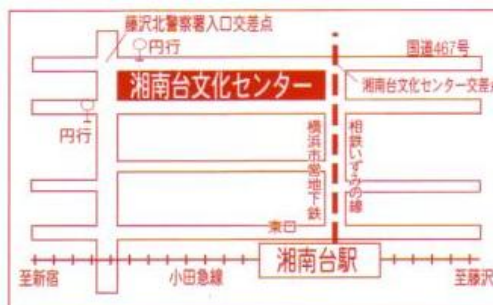 藤沢北警察署入口交差点
円行
国道467号
湘南台文化センター
湘南台文化センター交差点
円行
横浜市営地下鉄
相鉄いずみの線
東口
湘南台駅
至新宿
小田急線
至藤沢